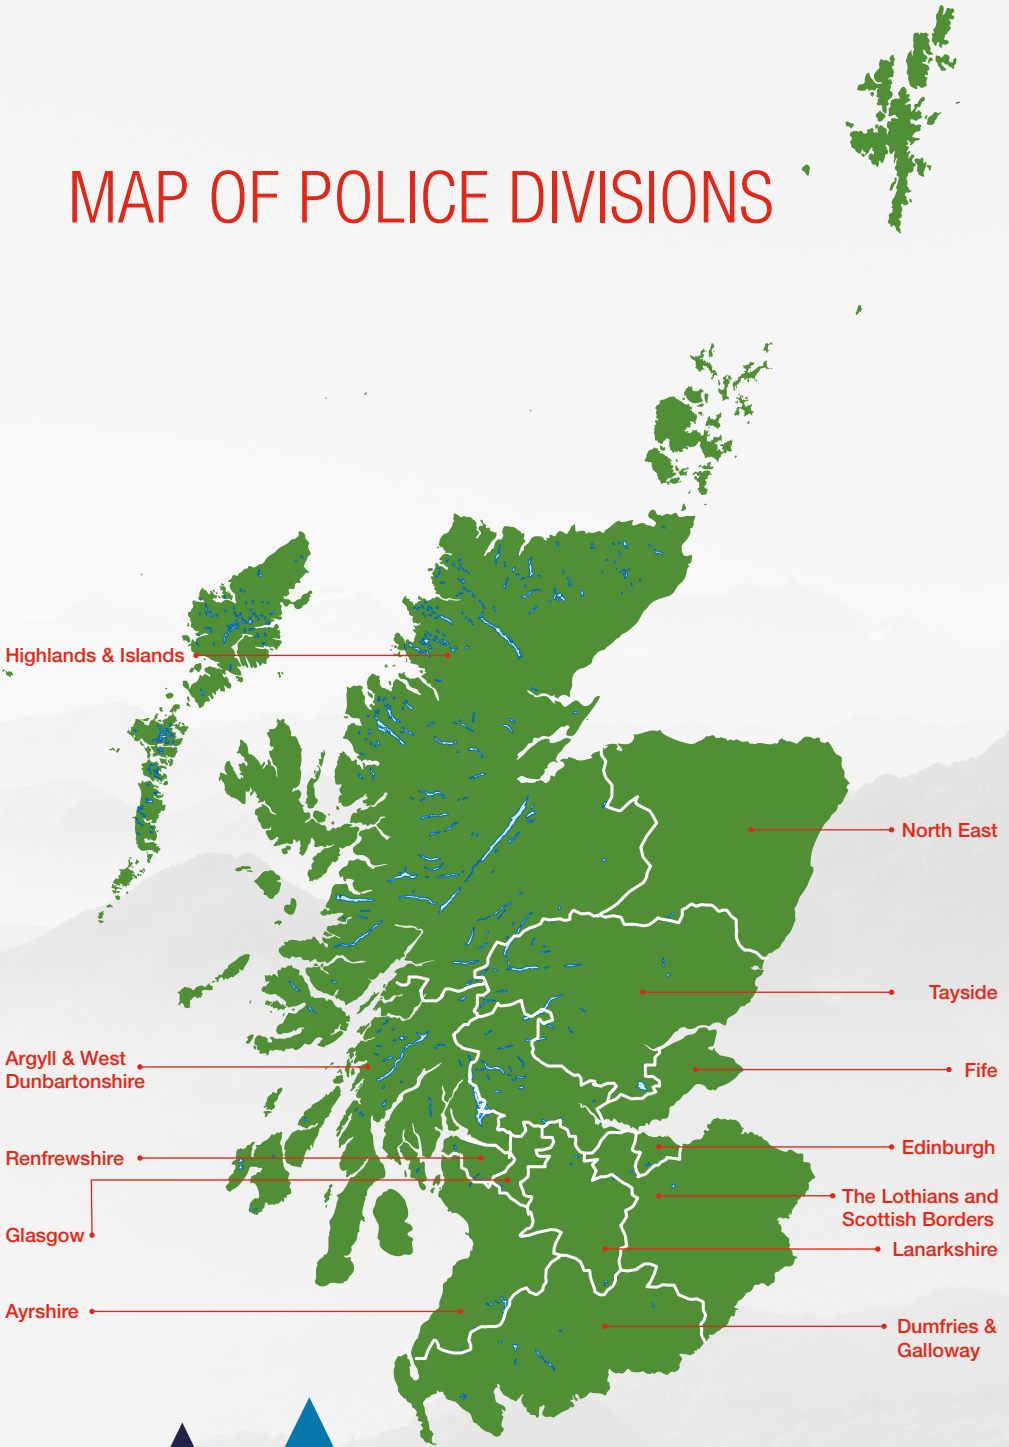 MAP OF POLICE DIVISIONS
Highlands & Islands
North East
Tayside
Argyll & West
Dunbartonshire
Fife
Edinburgh
Renfrewshire
The Lothians and
Scottish Borders
Glasgow
Lanarkshire
Ayrshire
Dumfries &
Galloway